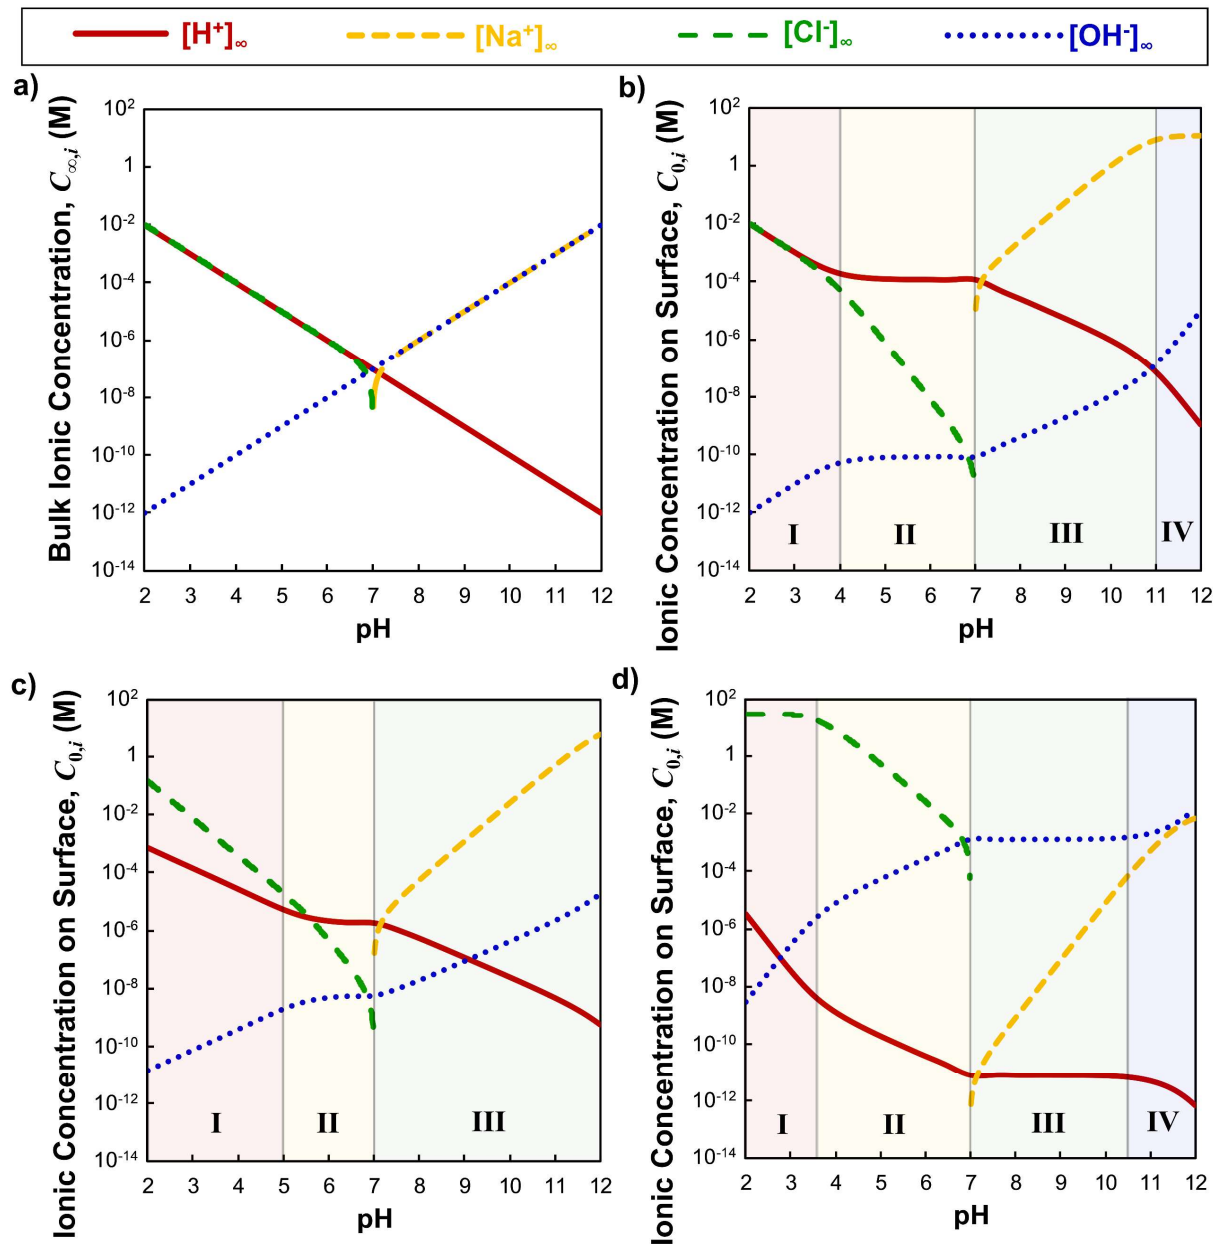 [H⁺]∞ [Na⁺]∞ [Cl⁻]∞ [OH⁻]∞
a)
Bulk Ionic Concentration, C∞,i (M)
10²
1
10⁻²
10⁻⁴
10⁻⁶
10⁻⁸
10⁻¹⁰
10⁻¹²
10⁻¹⁴
2 3 4 5 6 7 8 9 10 11 12
pH
b)
Ionic Concentration on Surface, C₀,i (M)
10²
1
10⁻²
10⁻⁴
10⁻⁶
10⁻⁸
10⁻¹⁰
10⁻¹²
10⁻¹⁴
I II III IV
2 3 4 5 6 7 8 9 10 11 12
pH
c)
Ionic Concentration on Surface, C₀,i (M)
10²
1
10⁻²
10⁻⁴
10⁻⁶
10⁻⁸
10⁻¹⁰
10⁻¹²
10⁻¹⁴
I II III
2 3 4 5 6 7 8 9 10 11 12
pH
d)
Ionic Concentration on Surface, C₀,i (M)
10²
1
10⁻²
10⁻⁴
10⁻⁶
10⁻⁸
10⁻¹⁰
10⁻¹²
10⁻¹⁴
I II III IV
2 3 4 5 6 7 8 9 10 11 12
pH